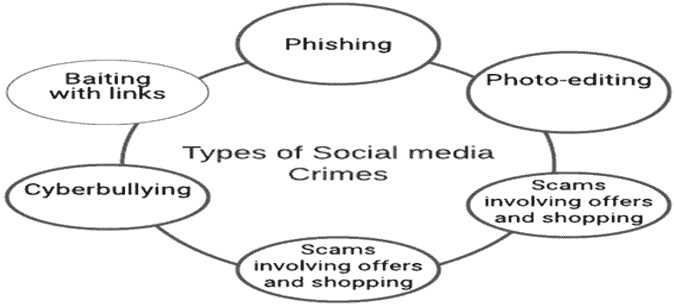 Phishing
Baiting
with links
Photo-editing
Types of Social media
Crimes
Cyberbullying
Scams
involving offers
and shopping
Scams
involving offers
and shopping